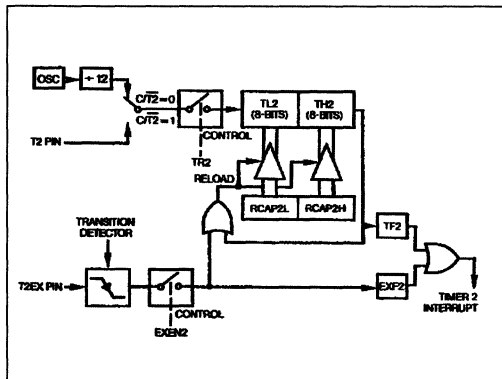 OSC
÷ 12
C/T2=0
C/T2=1
T2 PIN
CONTROL
TR2
TL2
(8-BITS)
TH2
(8-BITS)
RELOAD
RCAP2L
RCAP2H
TRANSITION
DETECTOR
T2EX PIN
CONTROL
EXEN2
TF2
EXF2
TIMER 2
INTERRUPT